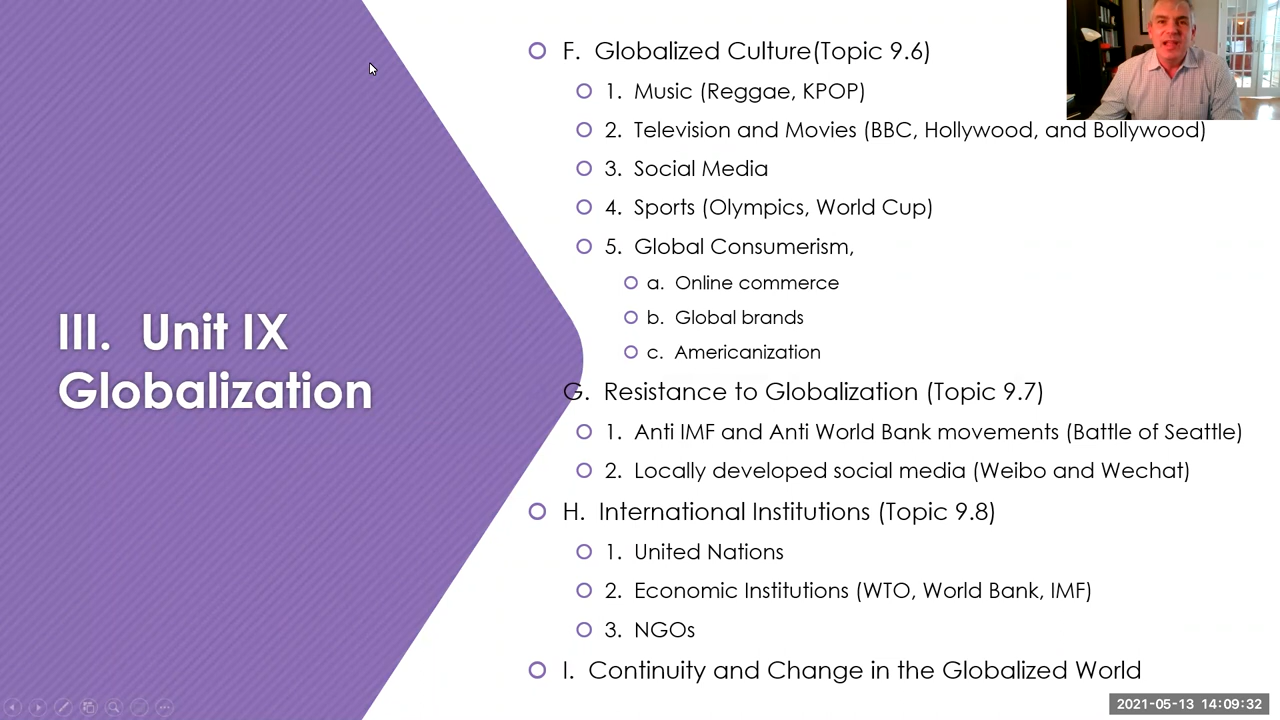 F. Globalized Culture(Topic 9.6)
1. Music (Reggae, KPOP)
2. Television and Movies (BBC, Hollywood, and Bollywood)
3. Social Media
4. Sports (Olympics, World Cup)
5. Global Consumerism,
a. Online commerce
b. Global brands
c. Americanization
III. Unit IX
Globalization
G. Resistance to Globalization (Topic 9.7)
1. Anti IMF and Anti World Bank movements (Battle of Seattle)
2. Locally developed social media (Weibo and Wechat)
H. International Institutions (Topic 9.8)
1. United Nations
2. Economic Institutions (WTO, World Bank, IMF)
3. NGOs
I. Continuity and Change in the Globalized World
2021-05-13 14:09:32